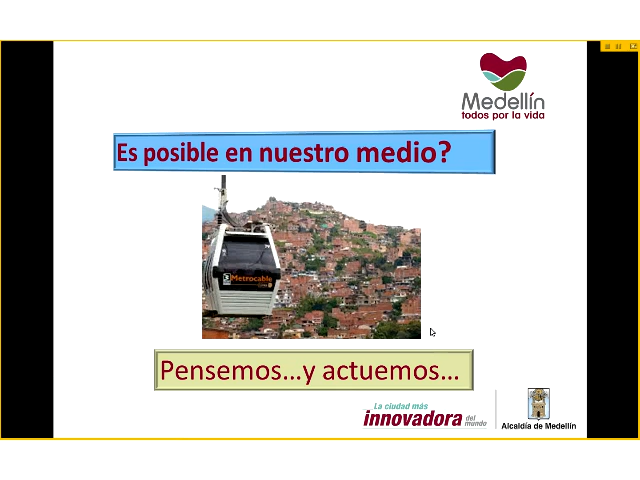 Medellín
todos por la vida
Es posible en nuestro medio?
Metrocable
Pensemos...y actuemos...
La ciudad más
innovadora del
mundo
Alcaldía de Medellín